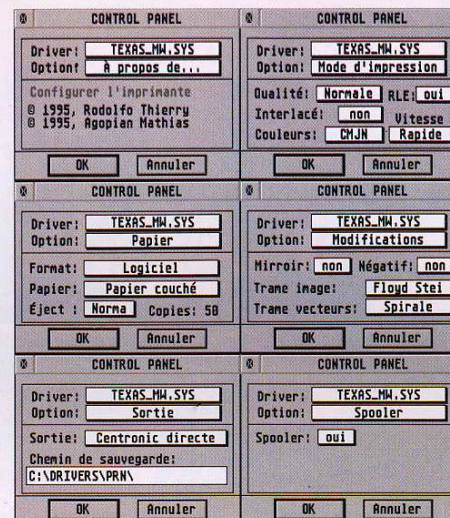 CONTROL PANEL
Driver: TEXAS_MW.SYS
Option: À propos de...
Configurer l'imprimante
© 1995, Rodolfo Thierry
© 1995, Agopian Mathias
OK Annuler
CONTROL PANEL
Driver: TEXAS_MW.SYS
Option: Mode d'impression
Qualité: Normale RLE: oui
Interlacé: non Vitesse
Couleurs: CMJN Rapide
OK Annuler
CONTROL PANEL
Driver: TEXAS_MW.SYS
Option: Papier
Format: Logiciel
Papier: Papier couché
Éject : Norma Copies: 50
OK Annuler
CONTROL PANEL
Driver: TEXAS_MW.SYS
Option: Modifications
Mirroir: non Négatif: non
Trame image: Floyd Stei
Trame vecteurs: Spirale
OK Annuler
CONTROL PANEL
Driver: TEXAS_MW.SYS
Option: Sortie
Sortie: Centronic directe
Chemin de sauvegarde:
C:\DRIVERS\PRN\
OK Annuler
CONTROL PANEL
Driver: TEXAS_MW.SYS
Option: Spooler
Spooler: oui
OK Annuler